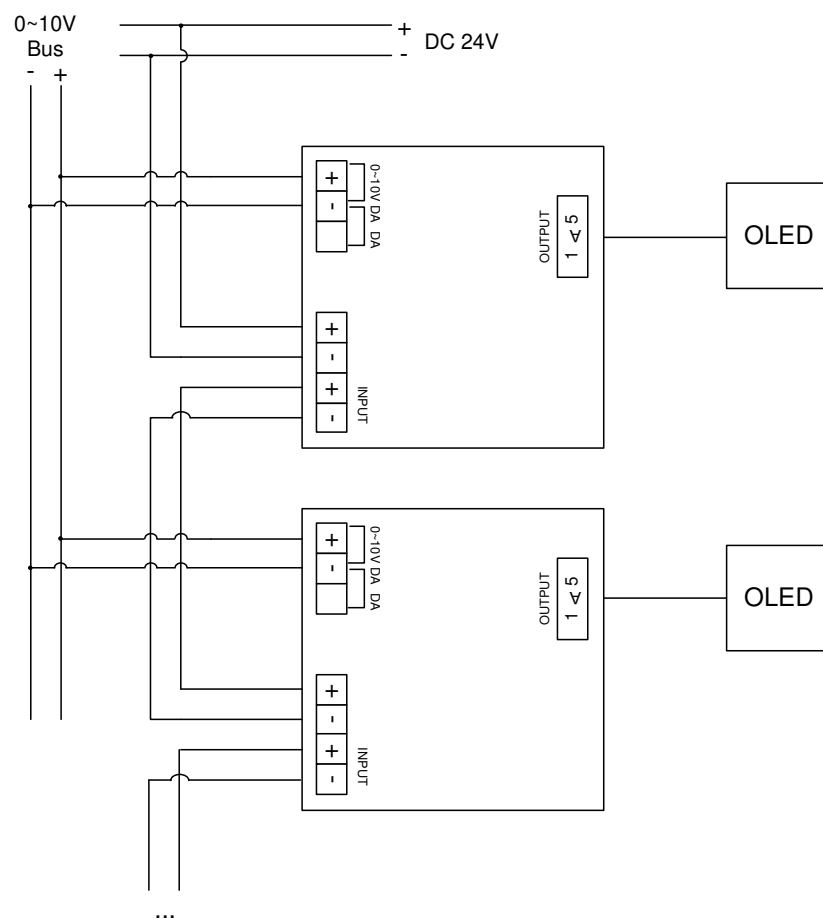 0~10V
Bus
- +
+
-
DC 24V
+
-
0~10V DA DA
OUTPUT
1 ∢ 5
OLED
+
-
+
-
INPUT
+
-
0~10V DA DA
OUTPUT
1 ∢ 5
OLED
+
-
+
-
INPUT
...